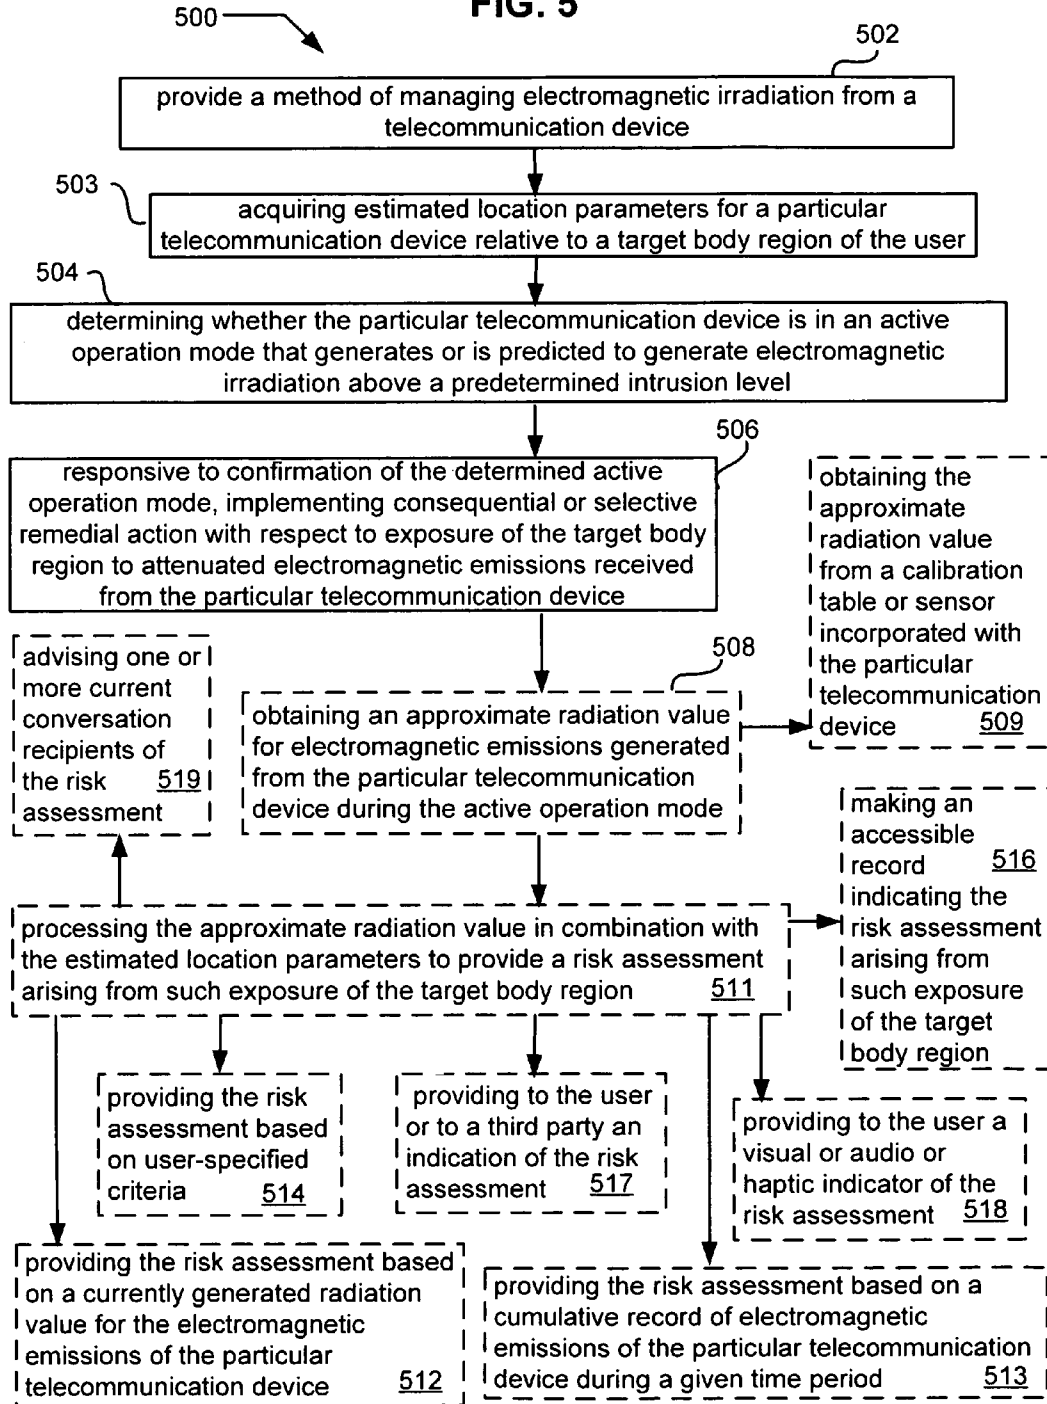 FIG. 5
500
502
provide a method of managing electromagnetic irradiation from a
telecommunication device
503
acquiring estimated location parameters for a particular
telecommunication device relative to a target body region of the user
504
determining whether the particular telecommunication device is in an active
operation mode that generates or is predicted to generate electromagnetic
irradiation above a predetermined intrusion level
506
responsive to confirmation of the determined active
operation mode, implementing consequential or selective
remedial action with respect to exposure of the target body
region to attenuated electromagnetic emissions received
from the particular telecommunication device
obtaining the
approximate
radiation value
from a calibration
table or sensor
incorporated with
the particular
telecommunication
device 509
advising one or
more current
conversation
recipients of
the risk 519
assessment
508
obtaining an approximate radiation value
for electromagnetic emissions generated
from the particular telecommunication
device during the active operation mode
making an
accessible
record 516
indicating the
risk assessment
arising from
such exposure
of the target
body region
processing the approximate radiation value in combination with
the estimated location parameters to provide a risk assessment
arising from such exposure of the target body region 511
providing the risk
assessment based
on user-specified
criteria 514
providing to the user
or to a third party an
indication of the risk
assessment 517
providing to the user a
visual or audio or
haptic indicator of the
risk assessment 518
providing the risk assessment based
on a currently generated radiation
value for the electromagnetic
emissions of the particular
telecommunication device 512
providing the risk assessment based on a
cumulative record of electromagnetic
emissions of the particular telecommunication
device during a given time period 513